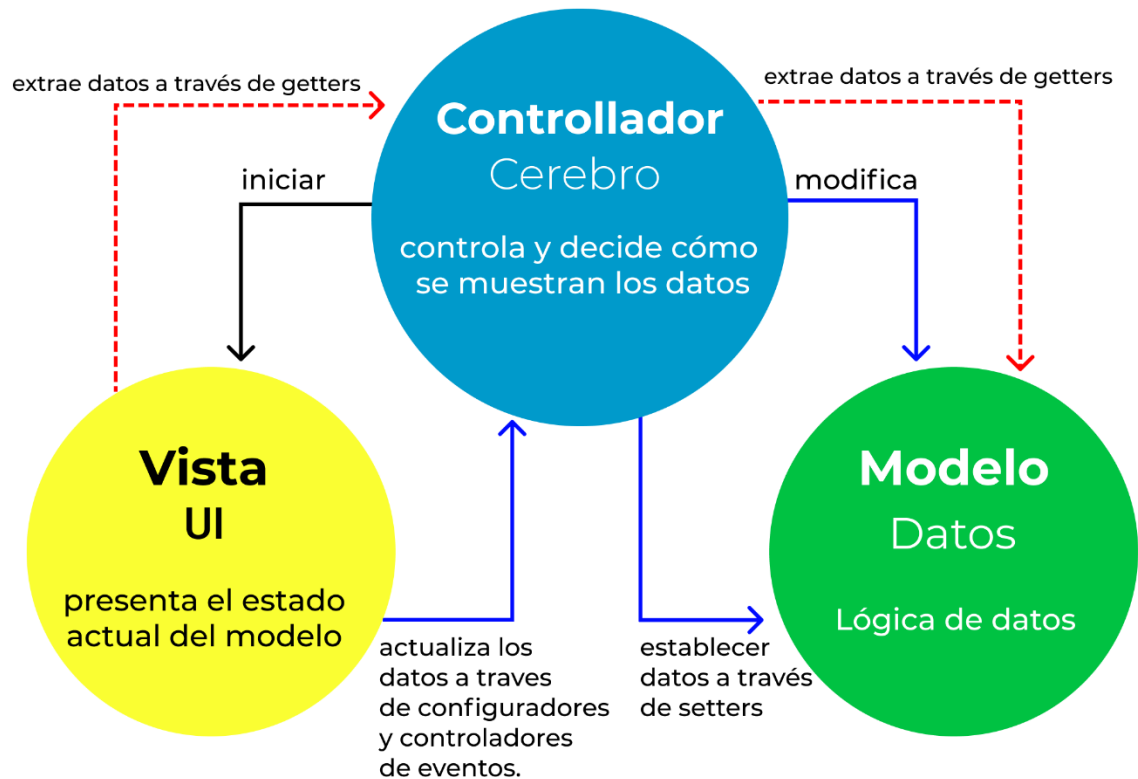 extrae datos a través de getters
extrae datos a través de getters
Controllador
Cerebro
iniciar
modifica
controla y decide cómo
se muestran los datos
Vista
UI
presenta el estado
actual del modelo
Modelo
Datos
Lógica de datos
actualiza los
datos a traves
de configuradores
y controladores
de eventos.
establecer
datos a través
de setters